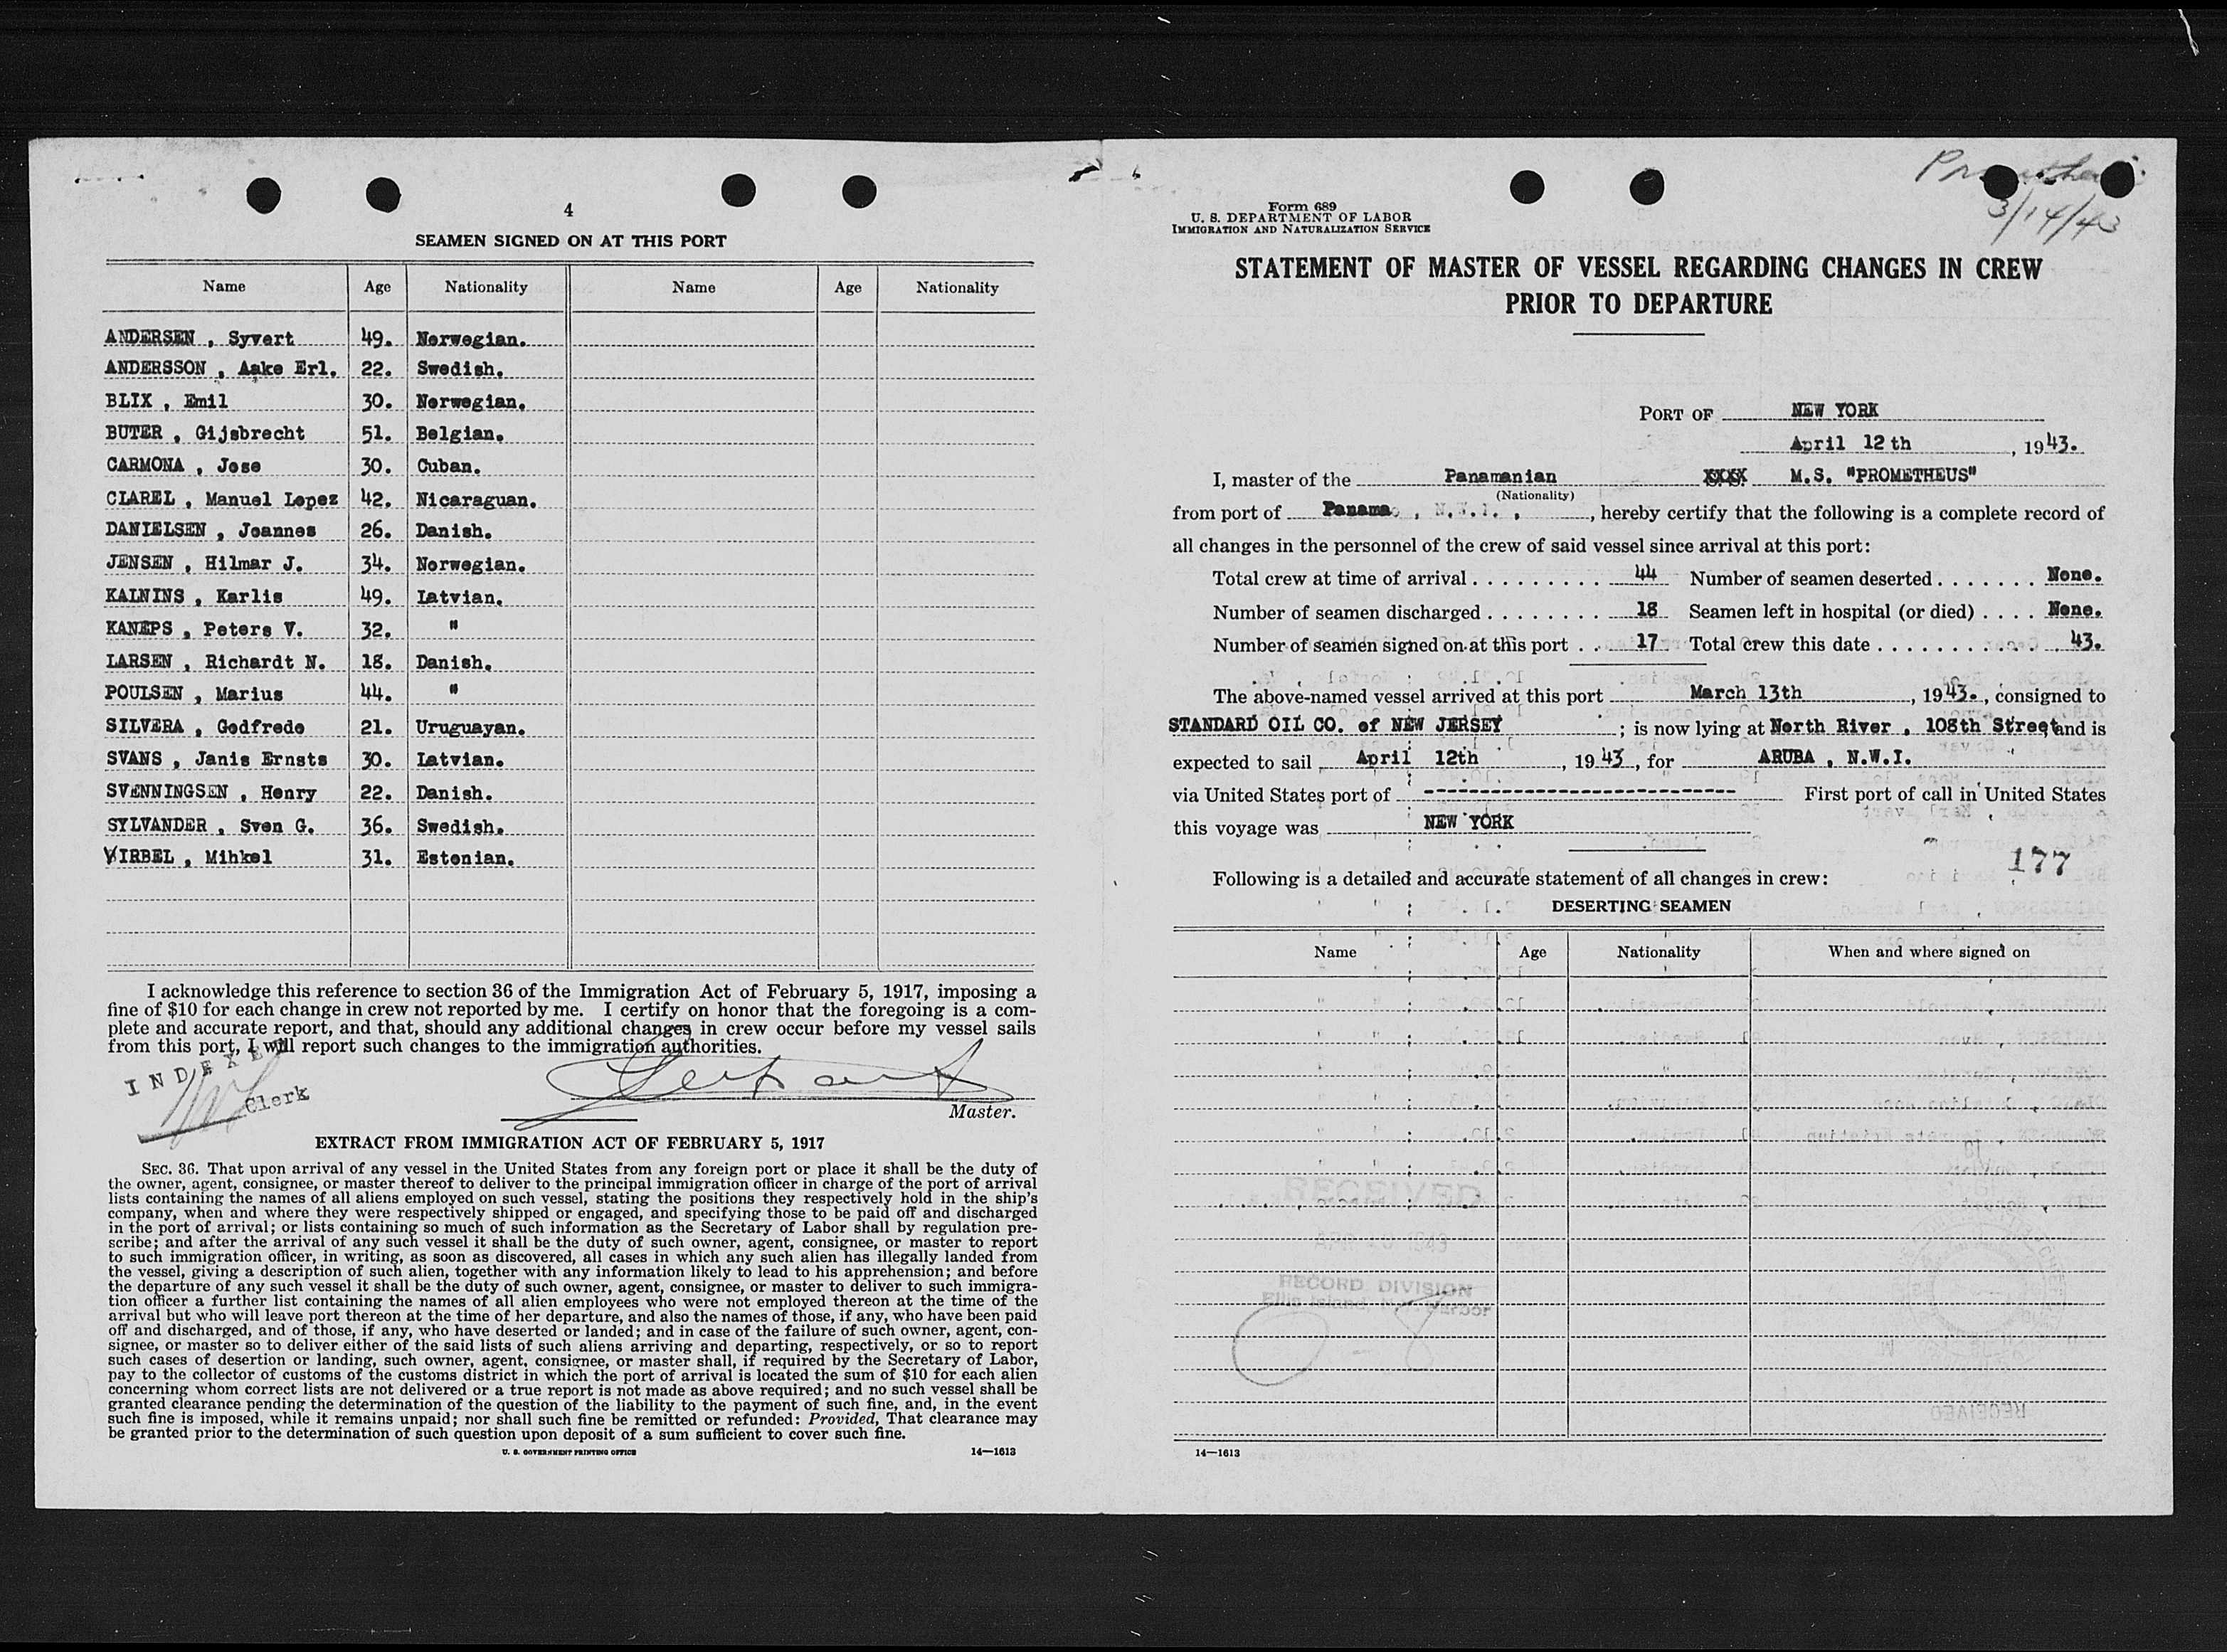 4
SEAMEN SIGNED ON AT THIS PORT
Name Age Nationality Name Age Nationality
ANDERSEN , Syvert 49. Norwegian.
ANDERSSON , Aake Erl. 22. Swedish.
BLIX , Emil 30. Norwegian.
BUTER , Gijsbrecht 51. Belgian.
CARMONA , Jose 30. Cuban.
CLAREL , Manuel Lopez 42. Nicaraguan.
DANIELSEN , Joannes 26. Danish.
JENSEN , Hilmar J. 34. Norwegian.
KALNINS , Karlis 49. Latvian.
KANEPS , Peters V. 32. "
LARSEN , Richardt N. 18. Danish.
POULSEN , Marius 44. "
SILVERA , Godfredo 21. Uruguayan.
SVANS , Janis Ernsts 30. Latvian.
SVENNINGSEN , Henry 22. Danish.
SYLVANDER , Sven G. 36. Swedish.
VIRBEL , Mihkel 31. Estonian.
I acknowledge this reference to section 36 of the Immigration Act of February 5, 1917, imposing a
fine of $10 for each change in crew not reported by me. I certify on honor that the foregoing is a com-
plete and accurate report, and that, should any additional changes in crew occur before my vessel sails
from this port, I will report such changes to the immigration authorities.
INDEXED
Clerk
Master.
EXTRACT FROM IMMIGRATION ACT OF FEBRUARY 5, 1917
SEC. 36. That upon arrival of any vessel in the United States from any foreign port or place it shall be the duty of
the owner, agent, consignee, or master thereof to deliver to the principal immigration officer in charge of the port of arrival
lists containing the names of all aliens employed on such vessel, stating the positions they respectively hold in the ship's
company, when and where they were respectively shipped or engaged, and specifying those to be paid off and discharged
in the port of arrival; or lists containing so much of such information as the Secretary of Labor shall by regulation pre-
scribe; and after the arrival of any such vessel it shall be the duty of such owner, agent, consignee, or master to report
to such immigration officer, in writing, as soon as discovered, all cases in which any such alien has illegally landed from
the vessel, giving a description of such alien, together with any information likely to lead to his apprehension; and before
the departure of any such vessel it shall be the duty of such owner, agent, consignee, or master to deliver to such immigra-
tion officer a further list containing the names of all alien employees who were not employed thereon at the time of the
arrival but who will leave port thereon at the time of her departure, and also the names of those, if any, who have been paid
off and discharged, and of those, if any, who have deserted or landed; and in case of the failure of such owner, agent, con-
signee, or master so to deliver either of the said lists of such aliens arriving and departing, respectively, or so to report
such cases of desertion or landing, such owner, agent, consignee, or master shall, if required by the Secretary of Labor,
pay to the collector of customs of the customs district in which the port of arrival is located the sum of $10 for each alien
concerning whom correct lists are not delivered or a true report is not made as above required; and no such vessel shall be
granted clearance pending the determination of the question of the liability to the payment of such fine, and, in the event
such fine is imposed, while it remains unpaid; nor shall such fine be remitted or refunded: Provided, That clearance may
be granted prior to the determination of such question upon deposit of a sum sufficient to cover such fine.
U. S. GOVERNMENT PRINTING OFFICE 14—1613
3/14/43
Form 689
U. S. DEPARTMENT OF LABOR
IMMIGRATION AND NATURALIZATION SERVICE
STATEMENT OF MASTER OF VESSEL REGARDING CHANGES IN CREW
PRIOR TO DEPARTURE
PORT OF NEW YORK
April 12th , 1943.
I, master of the Panamanian XXXX M.S. "PROMETHEUS"
(Nationality)
from port of Panama , N.W.I. , , hereby certify that the following is a complete record of
all changes in the personnel of the crew of said vessel since arrival at this port:
Total crew at time of arrival . . . . . . . . . . 44 Number of seamen deserted . . . . . . . None.
Number of seamen discharged . . . . . . . . 18 Seamen left in hospital (or died) . . . . None.
Number of seamen signed on at this port . . 17 Total crew this date . . . . . . . . . . . . 43.
The above-named vessel arrived at this port March 13th , 1943. , consigned to
STANDARD OIL CO. of NEW JERSEY ; is now lying at North River , 108th Street and is
expected to sail April 12th , 1943 , for ARUBA , N.W.I.
via United States port of ---------------------------- First port of call in United States
this voyage was NEW YORK
177
Following is a detailed and accurate statement of all changes in crew:
DESERTING SEAMEN
Name Age Nationality When and where signed on
RECEIVED
RECORD DIVISION
Ellis Island, N.Y. Harbor
RECEIVED
14—1613